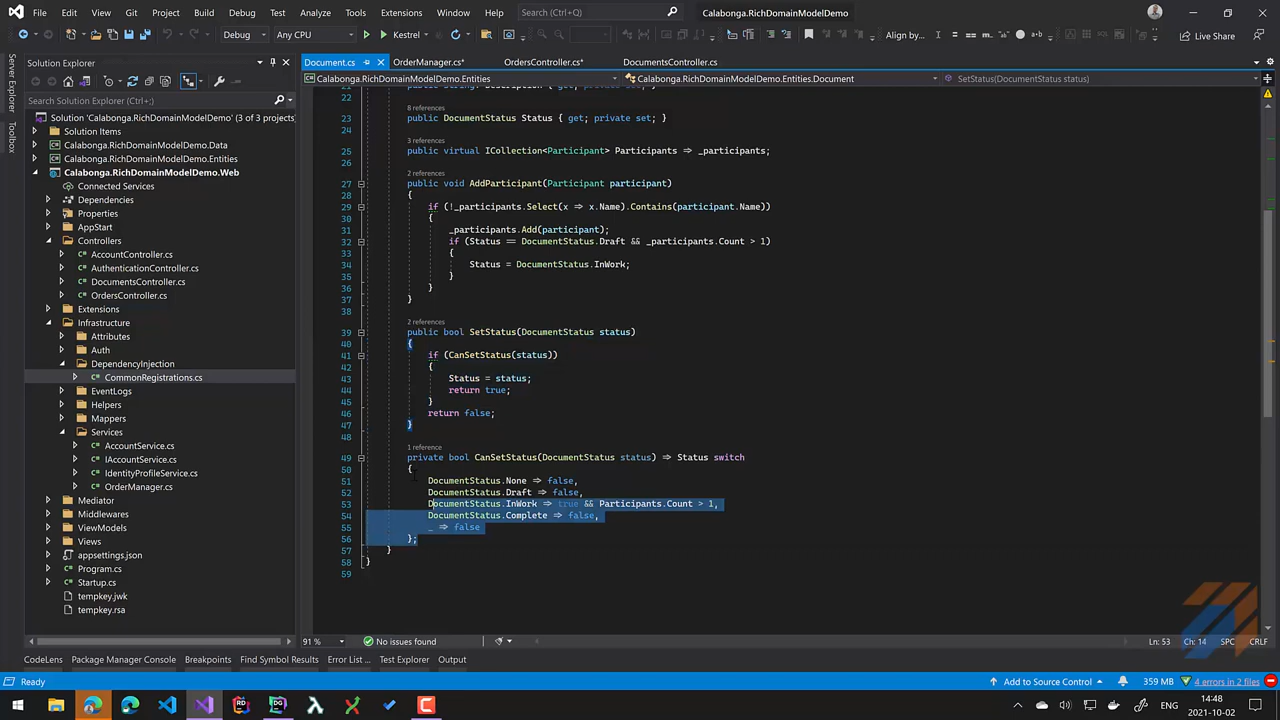 File Edit View Git Project Build Debug Test Analyze Tools Extensions Window Help Search (Ctrl+;) Calabonga.RichDomainModelDemo
Debug Any CPU Kestrel Align by... Live Share
Server Explorer
Toolbox
Solution Explorer
Search Solution Explorer (Ctrl+;)
Solution 'Calabonga.RichDomainModelDemo' (3 of 3 projects)
Solution Items
Calabonga.RichDomainModelDemo.Data
Calabonga.RichDomainModelDemo.Entities
Calabonga.RichDomainModelDemo.Web
Connected Services
Dependencies
Properties
AppStart
Controllers
AccountController.cs
AuthenticationController.cs
DocumentsController.cs
OrdersController.cs
Extensions
Infrastructure
Attributes
Auth
DependencyInjection
CommonRegistrations.cs
EventLogs
Helpers
Mappers
Services
AccountService.cs
IAccountService.cs
IdentityProfileService.cs
OrderManager.cs
Mediator
ViewModels
Views
appsettings.json
Program.cs
Startup.cs
tempkey.jwk
tempkey.rsa
Document.cs OrderManager.cs* OrdersController.cs* DocumentsController.cs
Calabonga.RichDomainModelDemo.Entities Calabonga.RichDomainModelDemo.Entities.Document SetStatus(DocumentStatus status)
public string? Description { get; private set; }
22
8 references
23 public DocumentStatus Status { get; private set; }
24
3 references
25 public virtual ICollection<Participant> Participants => _participants;
26
2 references
27 public void AddParticipant(Participant participant)
28 {
29 if (!_participants.Select(x => x.Name).Contains(participant.Name))
30 {
31 _participants.Add(participant);
32 if (Status == DocumentStatus.Draft && _participants.Count > 1)
33 {
34 Status = DocumentStatus.InWork;
35 }
36 }
37 }
38
2 references
39 public bool SetStatus(DocumentStatus status)
40 {
41 if (CanSetStatus(status))
42 {
43 Status = status;
44 return true;
45 }
46 return false;
47 }
48
1 reference
49 private bool CanSetStatus(DocumentStatus status) => Status switch
50 {
51 DocumentStatus.None => false,
52 DocumentStatus.Draft => false,
53 DocumentStatus.InWork => true && Participants.Count > 1,
54 DocumentStatus.Complete => false,
55 _ => false
56 };
57 }
58 }
59
91 % No issues found Ln: 53 Ch: 14 SPC CRLF
CodeLens Package Manager Console Breakpoints Find Symbol Results Error List ... Test Explorer Output
Ready Add to Source Control 359 MB 4 errors in 2 files
ENG 14:48
2021-10-02